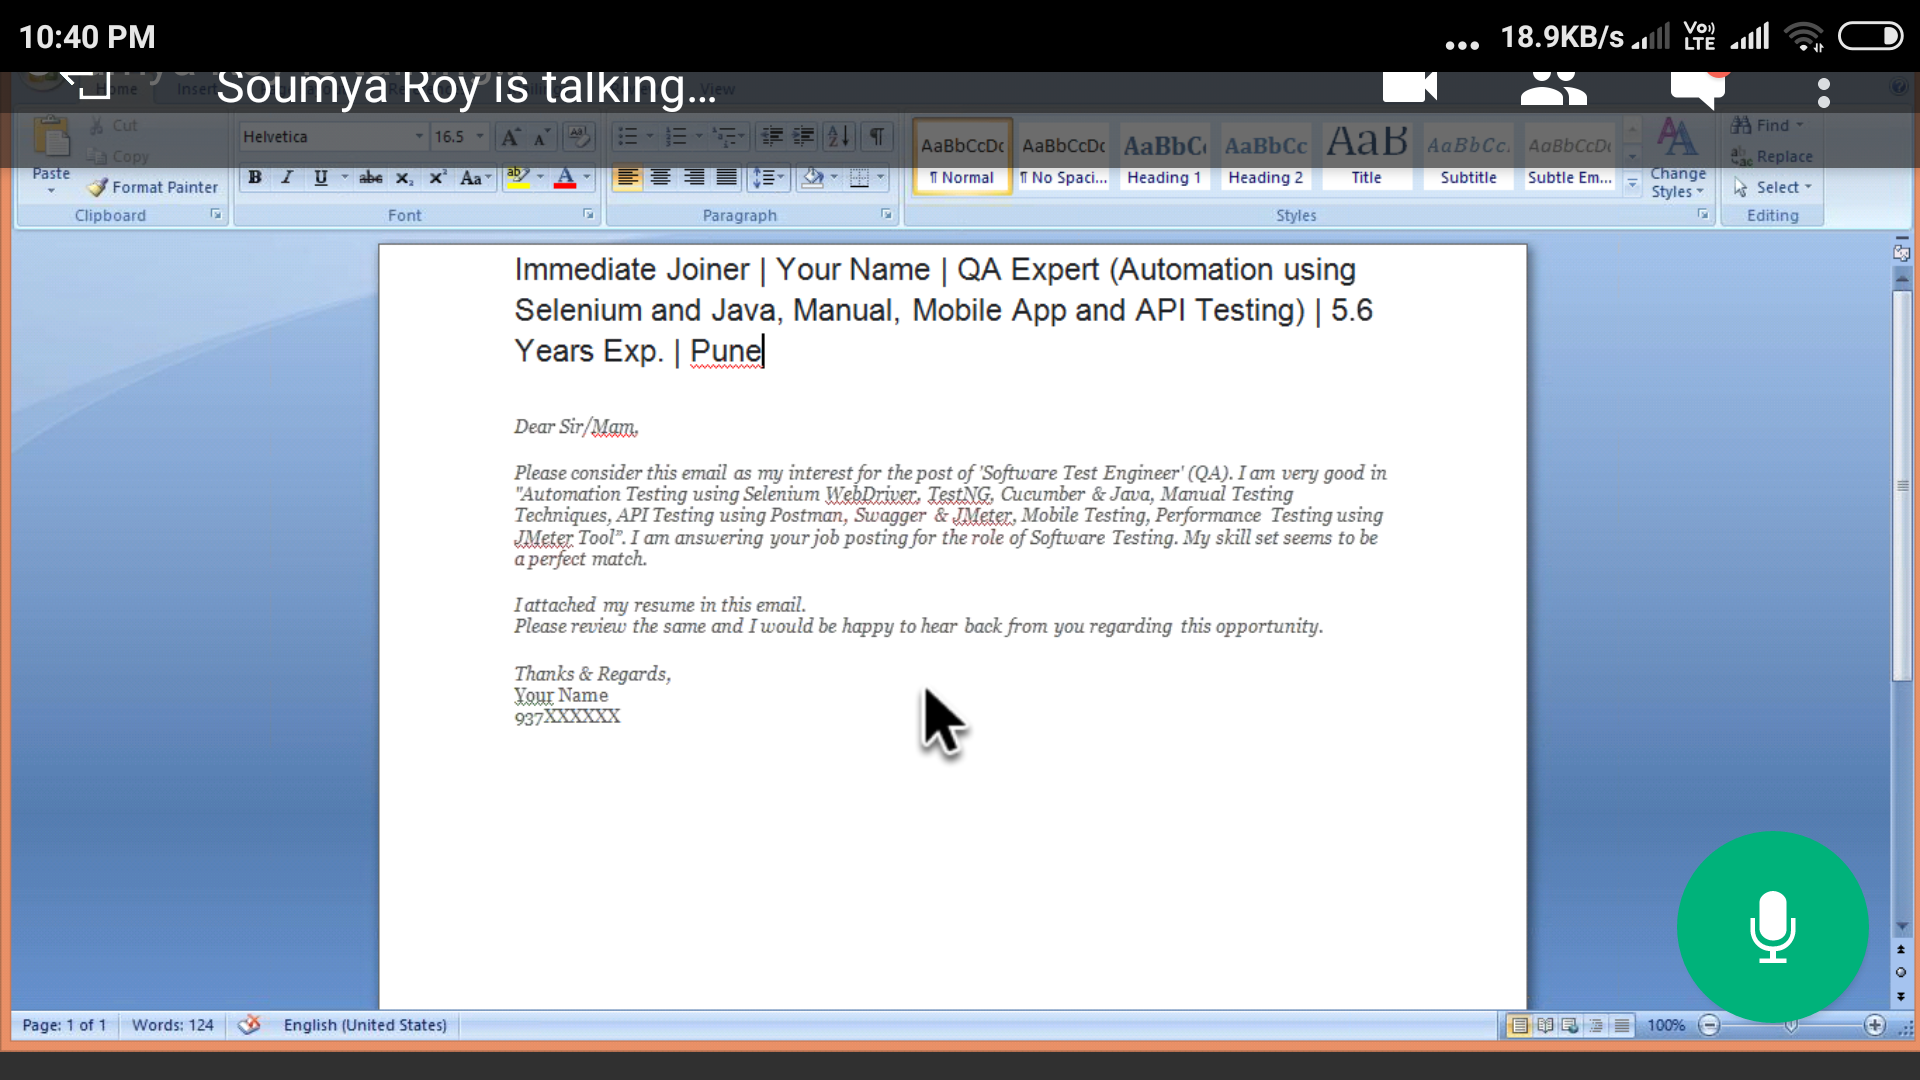 10:40 PM
18.9KB/s
Vo)) LTE
Soumya Roy is talking...
Home Insert View
Cut
Copy
Paste
Format Painter
Clipboard
Helvetica 16.5
Font
Paragraph
AaBbCcDc AaBbCcDc AaBbC AaBbCc AaB AaBbCc. AaBbCcDc
¶ Normal ¶ No Spaci... Heading 1 Heading 2 Title Subtitle Subtle Em...
Change Styles
Styles
Find
Replace
Select
Editing
Immediate Joiner | Your Name | QA Expert (Automation using
Selenium and Java, Manual, Mobile App and API Testing) | 5.6
Years Exp. | Pune
Dear Sir/Mam,
Please consider this email as my interest for the post of 'Software Test Engineer' (QA). I am very good in
"Automation Testing using Selenium WebDriver, TestNG, Cucumber & Java, Manual Testing
Techniques, API Testing using Postman, Swagger & JMeter, Mobile Testing, Performance Testing using
JMeter Tool”. I am answering your job posting for the role of Software Testing. My skill set seems to be
a perfect match.
I attached my resume in this email.
Please review the same and I would be happy to hear back from you regarding this opportunity.
Thanks & Regards,
Your Name
937XXXXXX
Page: 1 of 1 Words: 124 English (United States) 100%